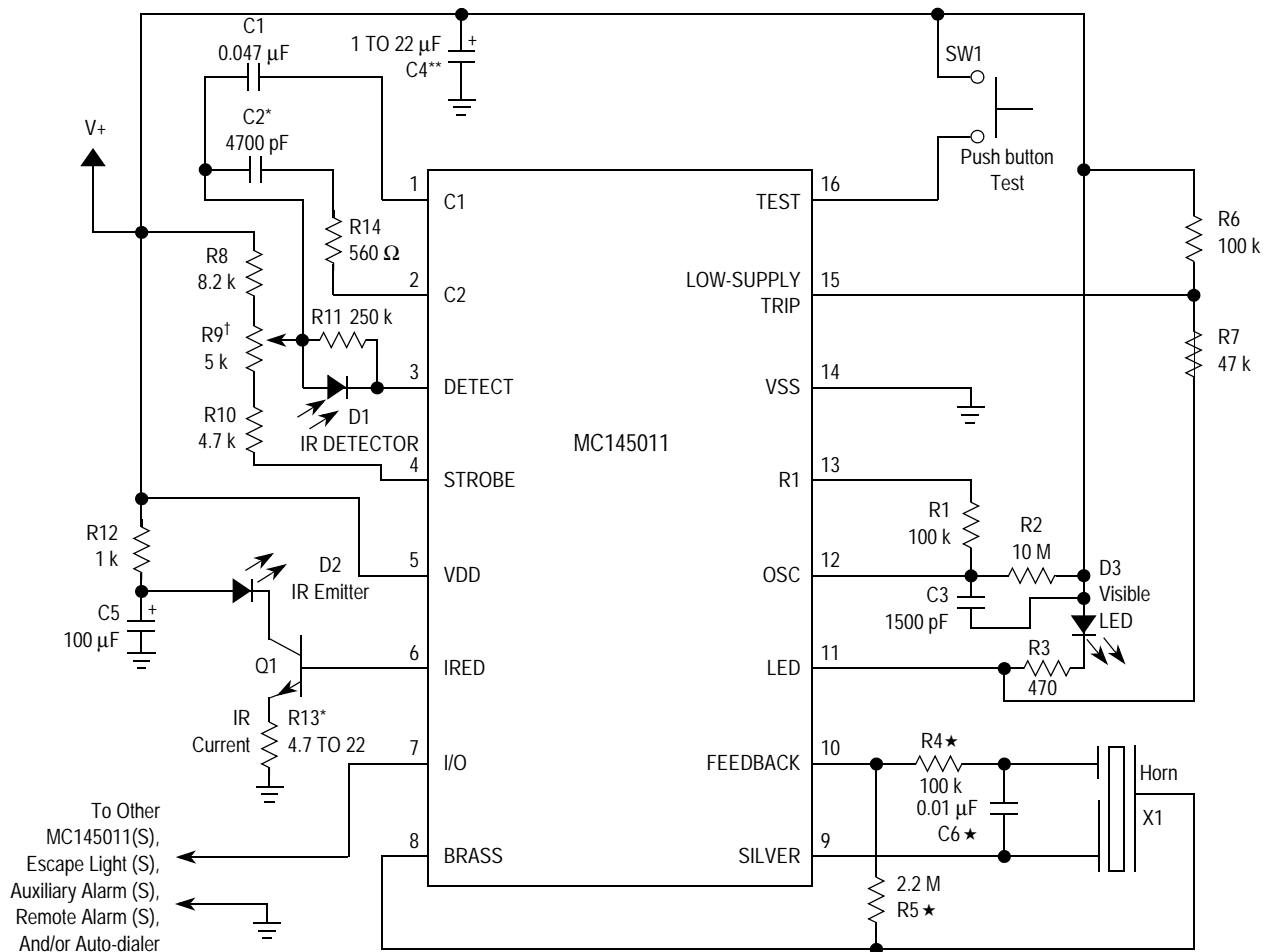 C1
0.047 μF
1 TO 22 μF
+
C4**
SW1
C2*
4700 pF
V+
Push button
Test
1
C1
16
TEST
R14
560 Ω
R6
100 k
R8
8.2 k
2
C2
15
LOW-SUPPLY
TRIP
R11 250 k
R9†
5 k
R7
47 k
3
DETECT
14
VSS
D1
IR DETECTOR
R10
4.7 k
MC145011
4
STROBE
13
R1
R1
100 k
R2
10 M
R12
1 k
D2
IR Emitter
5
VDD
12
OSC
D3
Visible
LED
C3
1500 pF
C5
+
100 μF
Q1
6
IRED
11
LED
R3
470
IR
Current
R13*
4.7 TO 22
7
I/O
10
FEEDBACK
R4★
100 k
Horn
X1
0.01 μF
C6★
8
BRASS
9
SILVER
2.2 M
R5★
To Other
MC145011(S),
Escape Light (S),
Auxiliary Alarm (S),
Remote Alarm (S),
And/or Auto-dialer